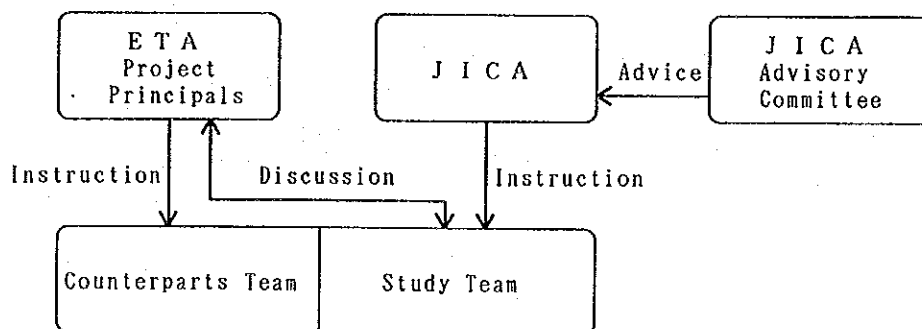 E T A
Project
Principals
J I C A
J I C A
Advisory
Committee
Advice
Instruction
Discussion
Instruction
Counterparts Team
Study Team